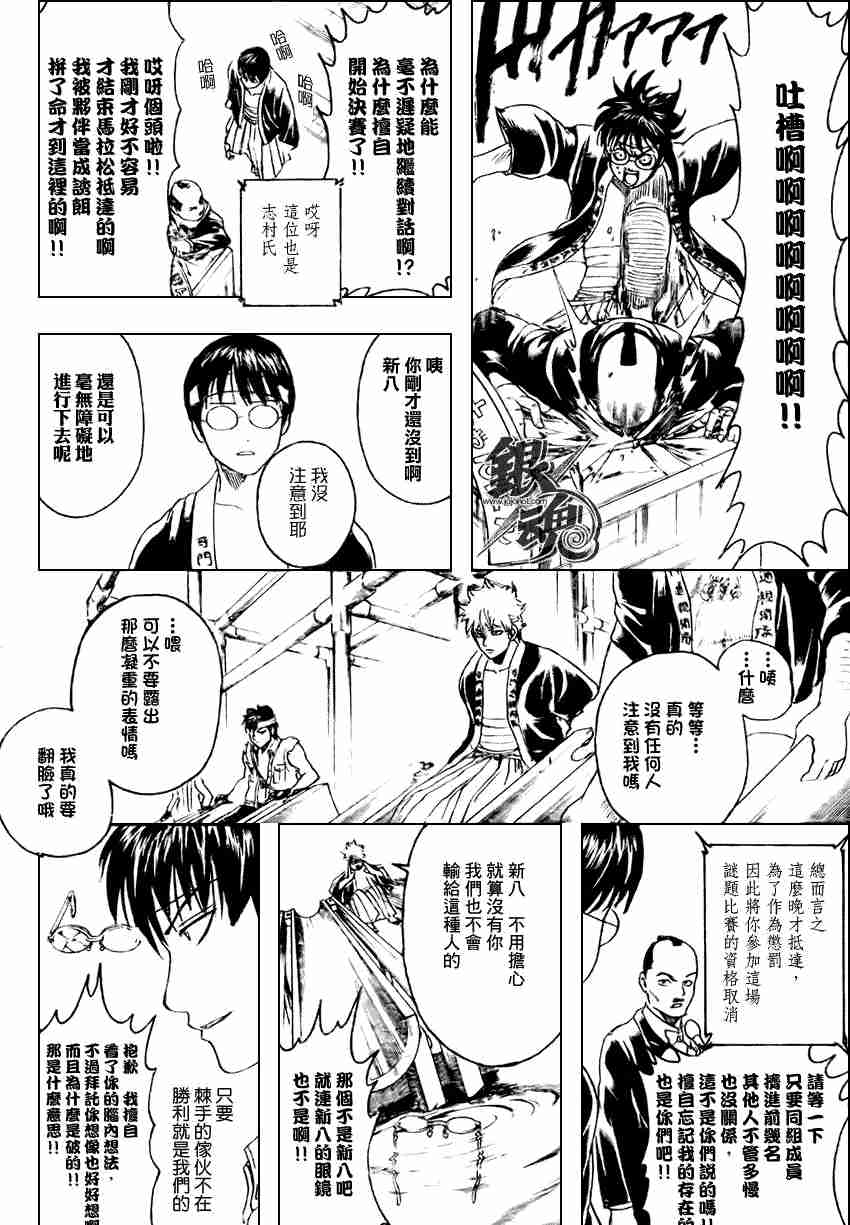 吐槽啊啊啊啊啊啊啊啊!!
為什麼能
毫不遲疑地繼續對話啊!?
為什麼擅自
開始決賽了!!
哈啊
哈啊
哎呀
這位也是
志村氏
哎呀個頭啦!!
我剛才好不容易
才結束馬拉松抵達的啊
我被夥伴當成誘餌
拼了命才到這裡的啊!!
銀魂
咦
你剛才還沒到啊
新八
我沒
注意到耶
還是可以
毫無障礙地
進行下去呢
…咦
…什麼
等等…
真的
沒有任何人
注意到我嗎
…喂
可以不要露出
那麼凝重的表情嗎
我真的要
翻臉了哦
總而言之
這麼晚才抵達，
為了作為懲罰
因此將你參加這場
謎題比賽的資格取消
請等一下
只要同組成員
擠進前幾名
其他人不管多慢
也沒關係，
這不是你們說的嗎!!
擅自忘記我的存在的
也是你們吧!!
新八　不用擔心
就算沒有你
我們也不會
輸給這種人的
那個不是新八吧
就連新八的眼鏡
也不是啊!!
只要
棘手的傢伙不在
勝利就是我們的
抱歉　我擅自
看了你的腦內想法，
不過拜託你想像也好好想啊
而且為什麼是破的!!
那是什麼意思!!